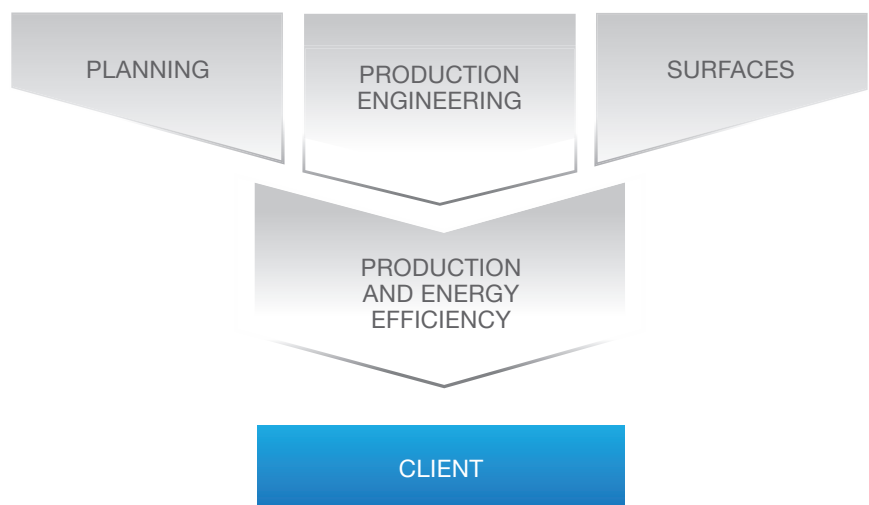 PLANNING
PRODUCTION
ENGINEERING
SURFACES
PRODUCTION
AND ENERGY
EFFICIENCY
CLIENT